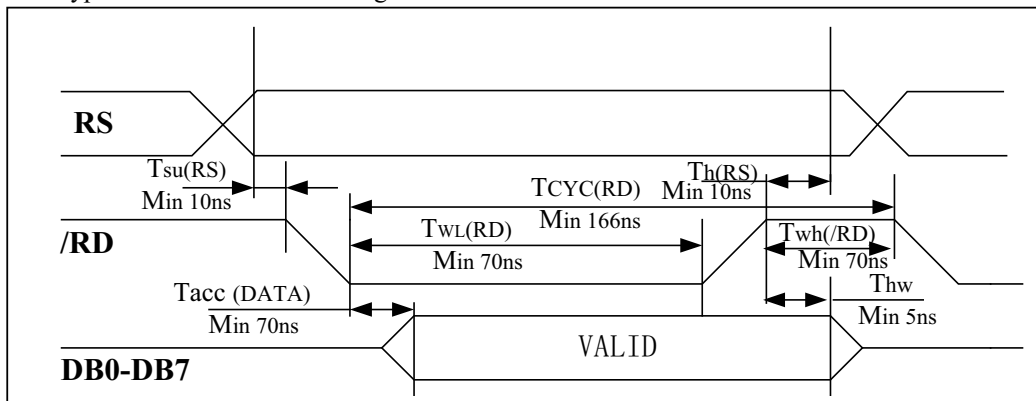 RS
Tsu(RS)
Min 10ns
Th(RS)
Min 10ns
TCYC(RD)
Min 166ns
/RD
TWL(RD)
Min 70ns
Twh(/RD)
Min 70ns
Tacc (DATA)
Min 70ns
Thw
Min 5ns
VALID
DB0-DB7